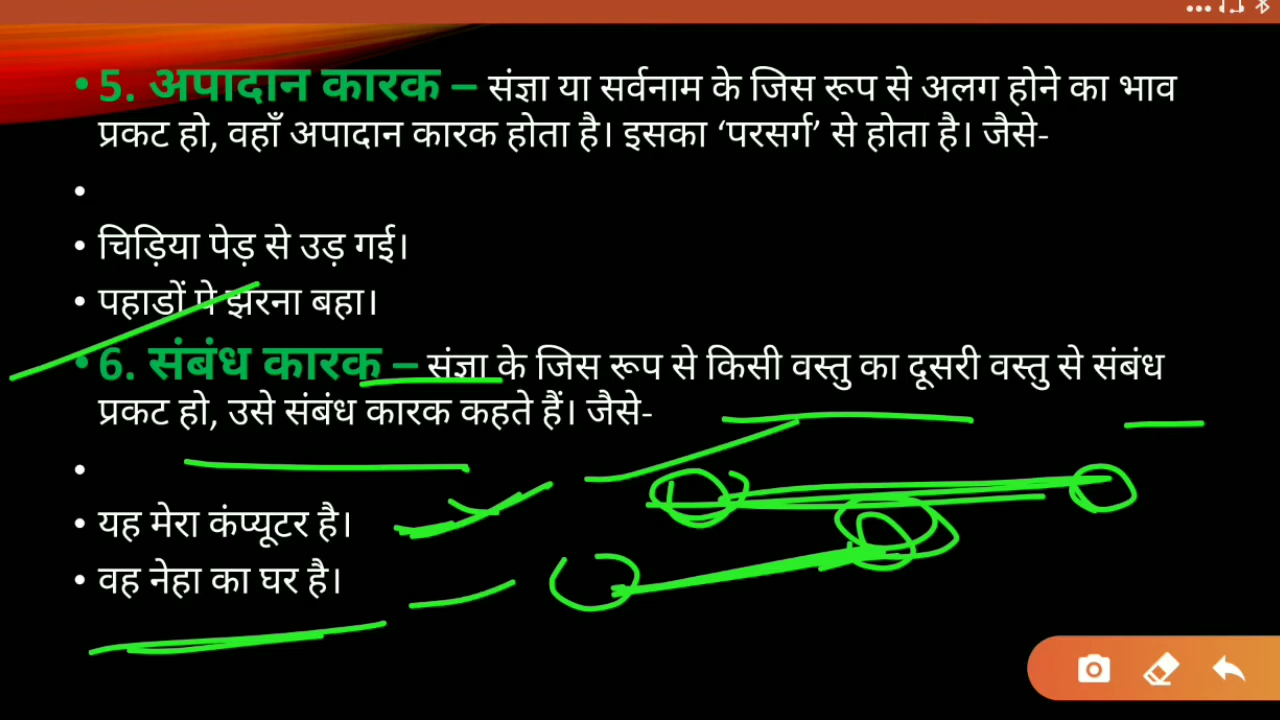 • 5. अपादान कारक – संज्ञा या सर्वनाम के जिस रूप से अलग होने का भाव
प्रकट हो, वहाँ अपादान कारक होता है। इसका ‘परसर्ग’ से होता है। जैसे-
•
• चिड़िया पेड़ से उड़ गई।
• पहाडों पे झरना बहा।
• 6. संबंध कारक – संज्ञा के जिस रूप से किसी वस्तु का दूसरी वस्तु से संबंध
प्रकट हो, उसे संबंध कारक कहते हैं। जैसे-
•
• यह मेरा कंप्यूटर है।
• वह नेहा का घर है।